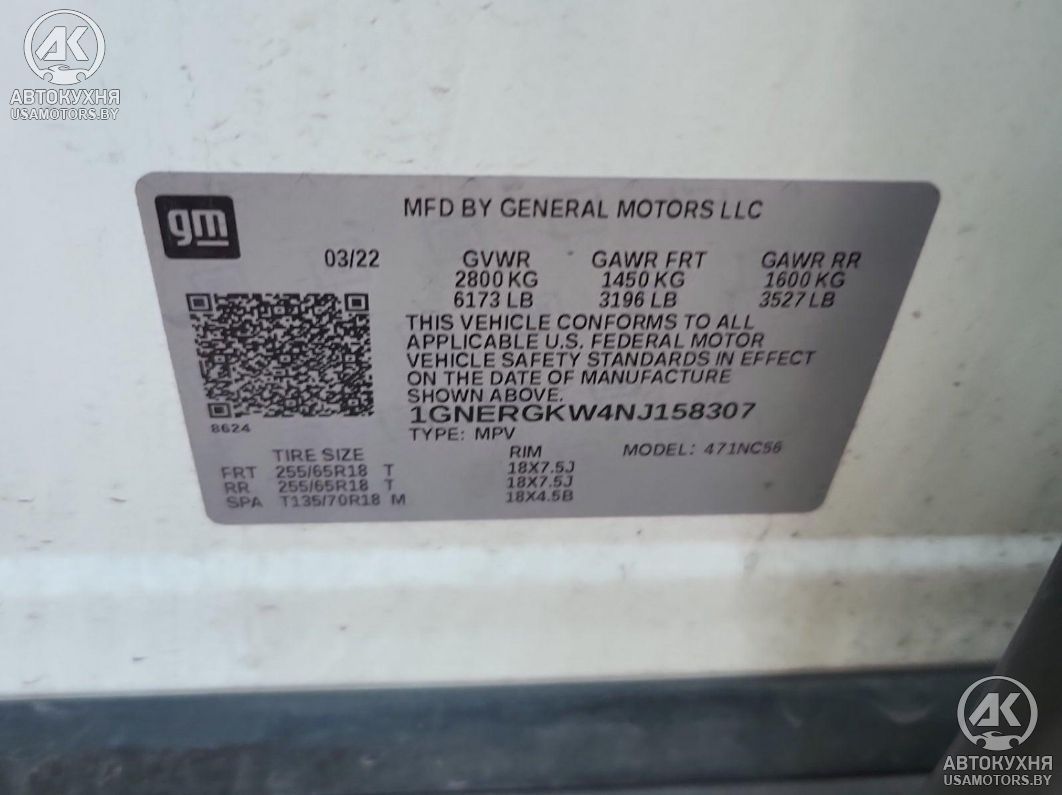 АК
АВТОКУХНЯ
USAMOTORS.BY
gm
MFD BY GENERAL MOTORS LLC
03/22 GVWR GAWR FRT GAWR RR
2800 KG 1450 KG 1600 KG
6173 LB 3196 LB 3527 LB
THIS VEHICLE CONFORMS TO ALL
APPLICABLE U.S. FEDERAL MOTOR
VEHICLE SAFETY STANDARDS IN EFFECT
ON THE DATE OF MANUFACTURE
SHOWN ABOVE.
1GNERGKW4NJ158307
8624
TYPE: MPV MODEL: 471NC56
TIRE SIZE RIM
FRT 255/65R18 T 18X7.5J
RR 255/65R18 T 18X7.5J
SPA T135/70R18 M 18X4.5B
АК
АВТОКУХНЯ
USAMOTORS.BY